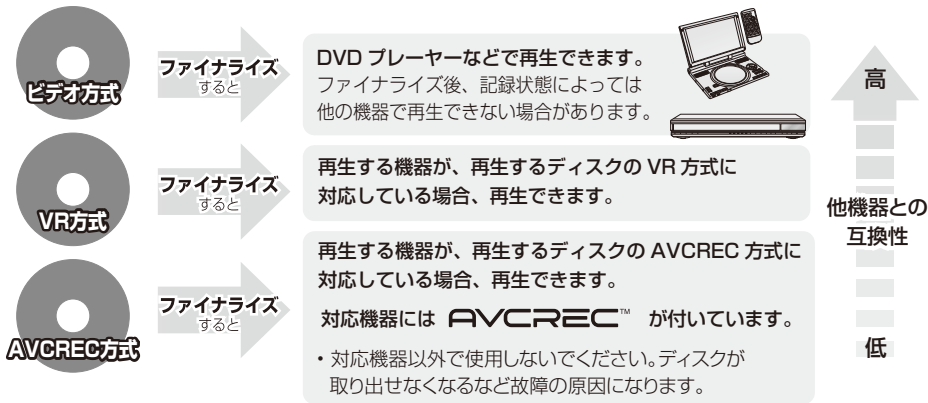 ビデオ方式
ファイナライズ
すると
DVD プレーヤーなどで再生できます。
ファイナライズ後、記録状態によっては
他の機器で再生できない場合があります。
VR方式
ファイナライズ
すると
再生する機器が、再生するディスクの VR 方式に
対応している場合、再生できます。
AVCREC方式
ファイナライズ
すると
再生する機器が、再生するディスクの AVCREC 方式に
対応している場合、再生できます。
対応機器には AVCREC™ が付いています。
・対応機器以外で使用しないでください。ディスクが
取り出せなくなるなど故障の原因になります。
高
他機器との
互換性
低